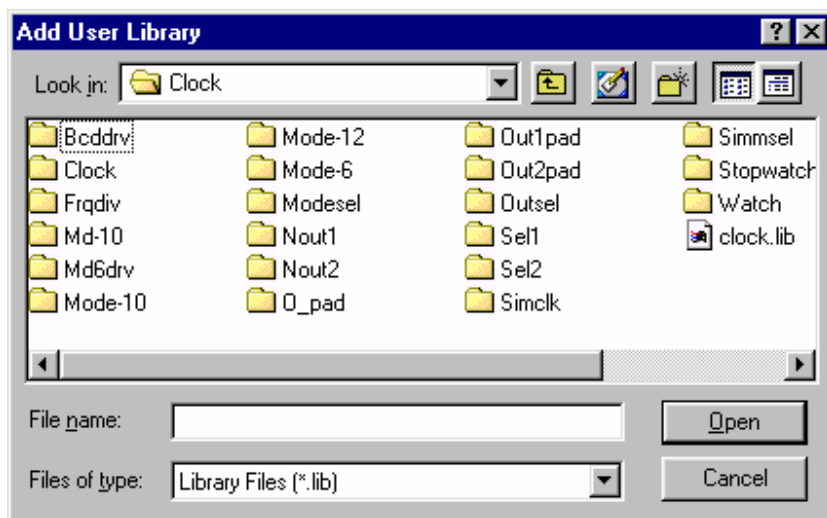 Add User Library
Look in: Clock
Bcddrv
Clock
Frqdiv
Md-10
Md6drv
Mode-10
Mode-12
Mode-6
Modesel
Nout1
Nout2
O_pad
Out1pad
Out2pad
Outsel
Sel1
Sel2
Simclk
Simmsel
Stopwatch
Watch
clock.lib
File name:
Open
Files of type: Library Files (*.lib)
Cancel